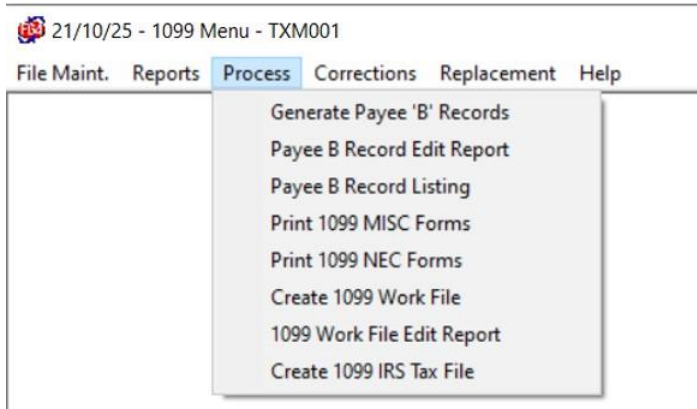 21/10/25 - 1099 Menu - TXM001
File Maint. Reports Process Corrections Replacement Help
Generate Payee 'B' Records
Payee B Record Edit Report
Payee B Record Listing
Print 1099 MISC Forms
Print 1099 NEC Forms
Create 1099 Work File
1099 Work File Edit Report
Create 1099 IRS Tax File